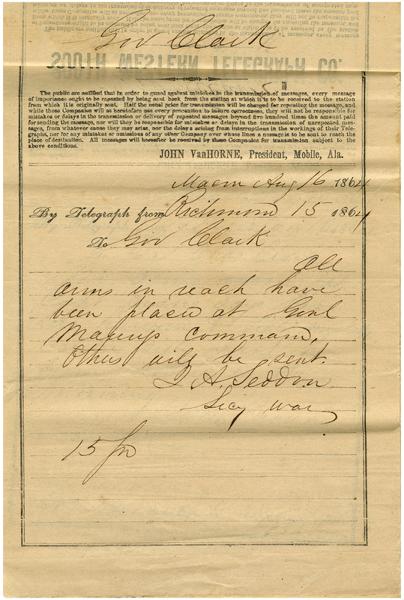 Gov Clark
SOUTH WESTERN TELEGRAPH CO.
The public are notified that in order to guard against mistakes in the transmission of messages, every message
of importance ought to be repeated by being sent back from the station at which it is to be received to the station
from which it is originally sent. Half the usual price for transmission will be charged for repeating the message, and
while these Companies will as heretofore use every precaution to insure correctness, they will not be responsible for
mistakes or delays in the transmission or delivery of repeated messages beyond five hundred times the amount paid
for sending the message, nor will they be responsible for mistakes or delays in the transmission of unrepeated mes-
sages, from whatever cause they may arise, nor for delays arising from interruptions in the workings of their Tele-
graphs, nor for any mistakes or omissions of any other Company over whose lines a message is to be sent to reach the
place of destination. All messages will hereafter be received by these Companies for transmission subject to the
above conditions.
JOHN VanHORNE, President, Mobile, Ala.
Macon Aug 16 1864
By Telegraph from Richmond 15 1864
To Gov Clark
All
arms in reach have
been placed at Genl
Maurys command,
Others will be sent.
J A Seddon
Secy war
15